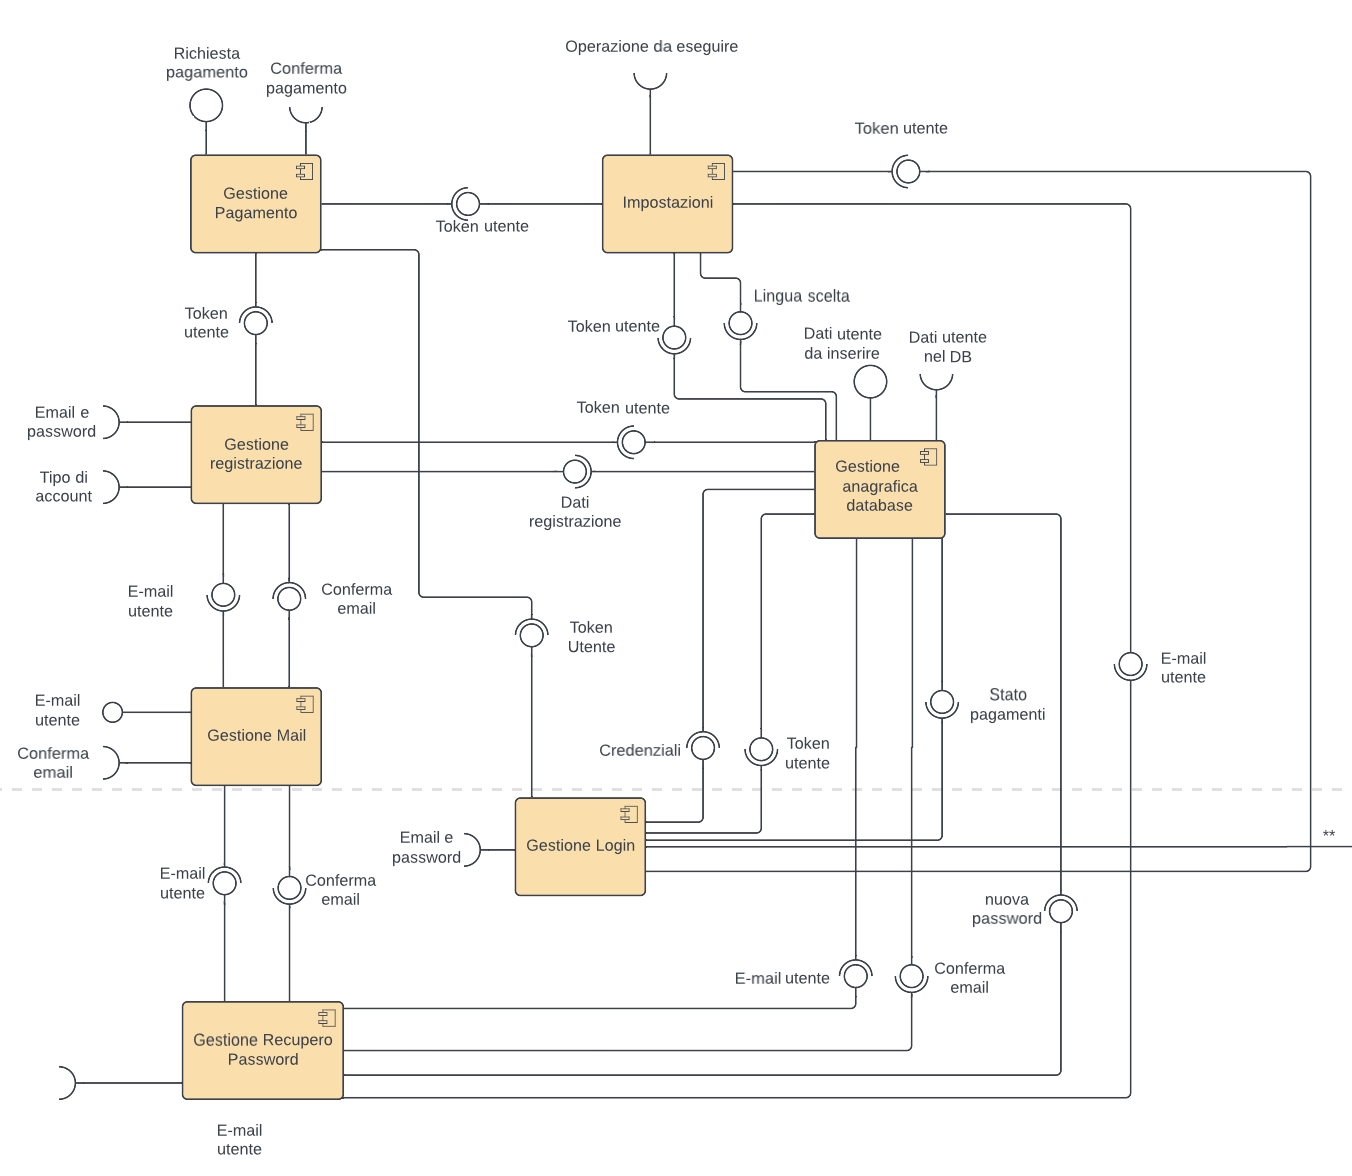 Operazione da eseguire
Richiesta
pagamento
Conferma
pagamento
Token utente
Gestione
Pagamento
Impostazioni
Token utente
Lingua scelta
Token
utente
Token utente
Dati utente
da inserire
Dati utente
nel DB
Email e
password
Token utente
Gestione
registrazione
Gestione
anagrafica
database
Tipo di
account
Dati
registrazione
E-mail
utente
Conferma
email
Token
Utente
E-mail
utente
E-mail
utente
Stato
pagamenti
Gestione Mail
Conferma
email
Credenziali
Token
utente
**
Email e
password
Gestione Login
E-mail
utente
Conferma
email
nuova
password
E-mail utente
Conferma
email
Gestione Recupero
Password
E-mail
utente